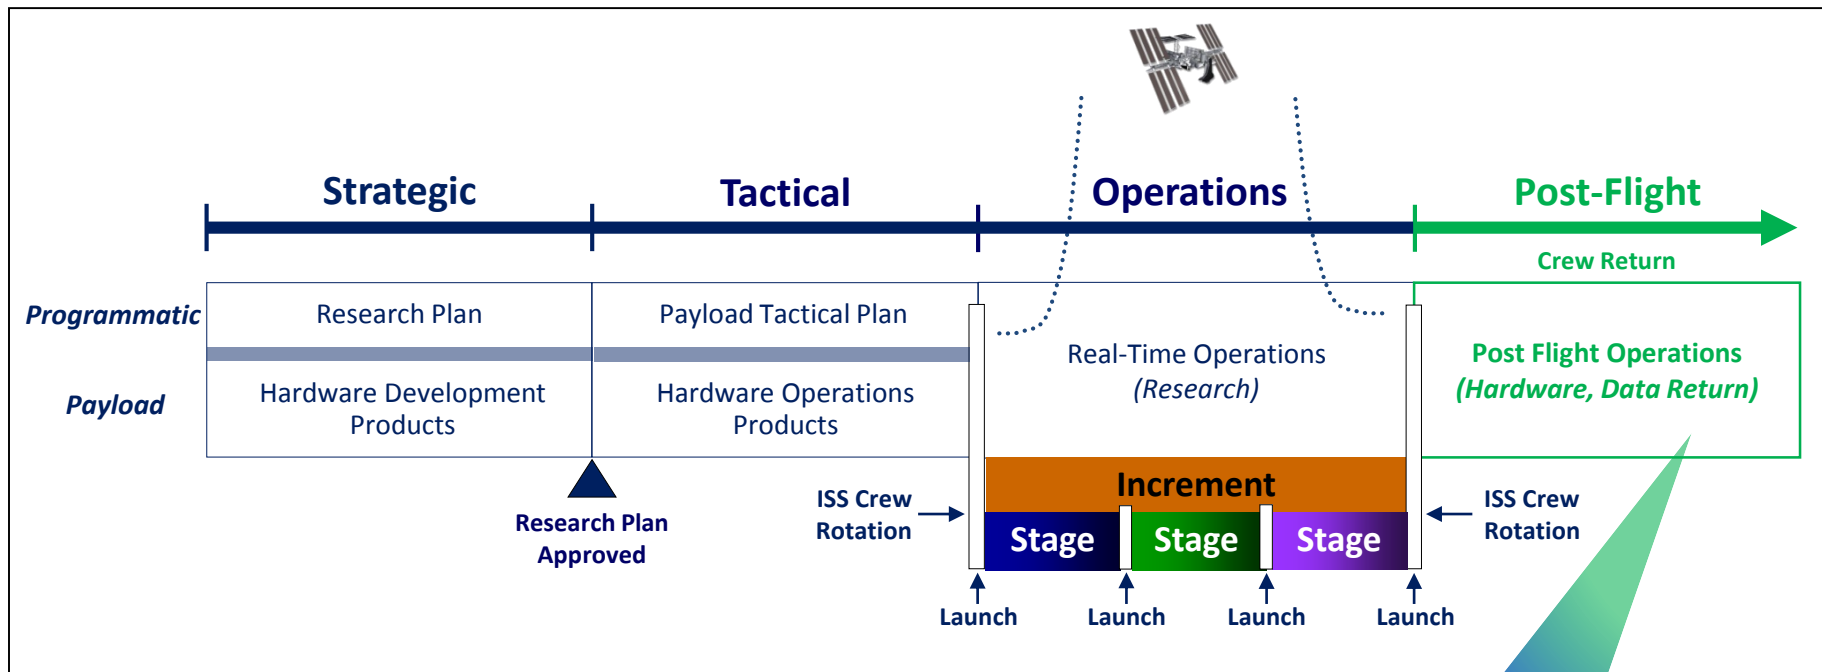 Strategic
Tactical
Operations
Post-Flight
Crew Return
Programmatic
Research Plan
Payload Tactical Plan
Real-Time Operations
(Research)
Post Flight Operations
(Hardware, Data Return)
Payload
Hardware Development
Products
Hardware Operations
Products
Research Plan
Approved
ISS Crew
Rotation
Increment
ISS Crew
Rotation
Stage
Stage
Stage
Launch
Launch
Launch
Launch